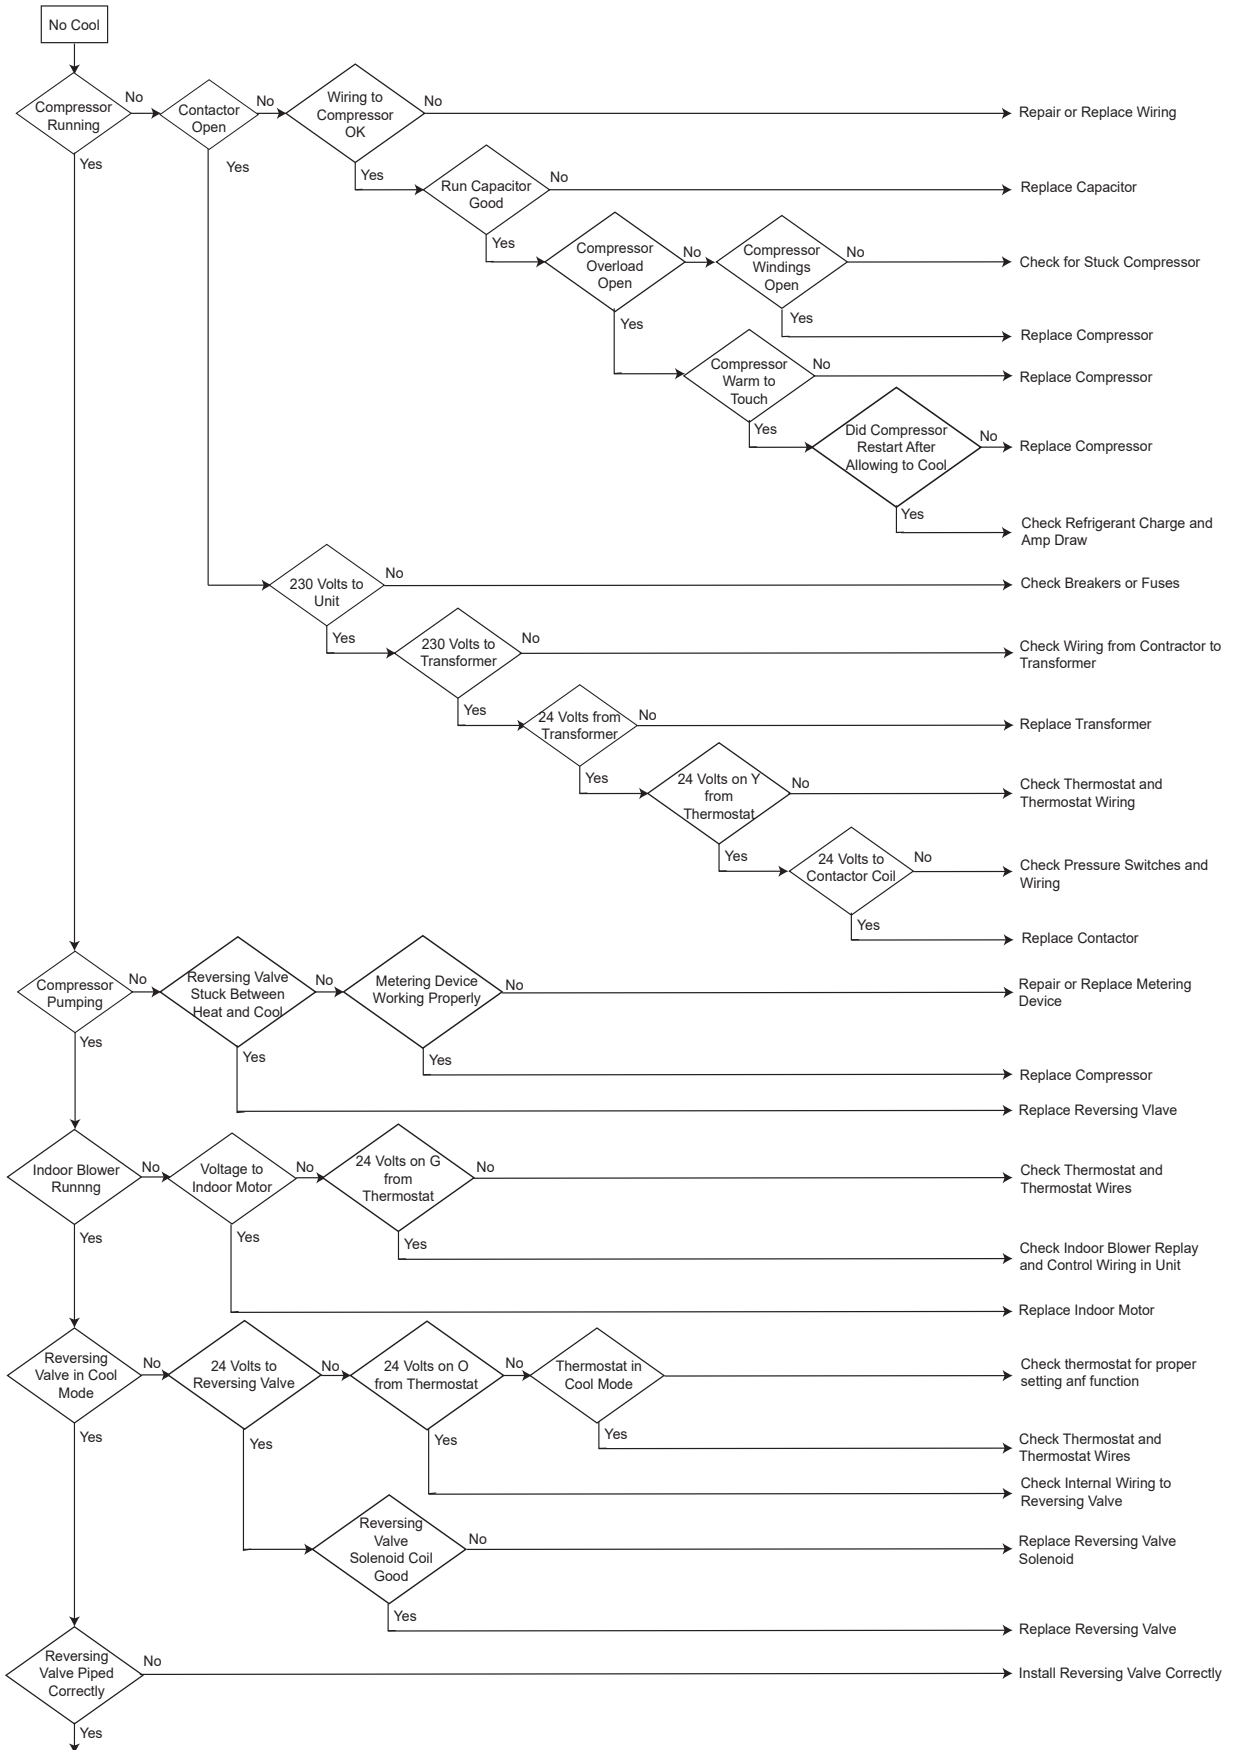 No Cool
Compressor
Running
No
Yes
Contactor
Open
No
Yes
Wiring to
Compressor
OK
No
Yes
Repair or Replace Wiring
Run Capacitor
Good
No
Yes
Replace Capacitor
Compressor
Overload
Open
No
Yes
Compressor
Windings
Open
No
Yes
Check for Stuck Compressor
Replace Compressor
Compressor
Warm to
Touch
No
Yes
Replace Compressor
Did Compressor
Restart After
Allowing to Cool
No
Yes
Replace Compressor
Check Refrigerant Charge and
Amp Draw
230 Volts to
Unit
No
Yes
Check Breakers or Fuses
230 Volts to
Transformer
No
Yes
Check Wiring from Contractor to
Transformer
24 Volts from
Transformer
No
Yes
Replace Transformer
24 Volts on Y
from
Thermostat
No
Yes
Check Thermostat and
Thermostat Wiring
24 Volts to
Contactor Coil
No
Yes
Check Pressure Switches and
Wiring
Replace Contactor
Compressor
Pumping
No
Yes
Reversing Valve
Stuck Between
Heat and Cool
No
Yes
Metering Device
Working Properly
No
Yes
Repair or Replace Metering
Device
Replace Compressor
Replace Reversing Vlave
Indoor Blower
Runnng
No
Yes
Voltage to
Indoor Motor
No
Yes
24 Volts on G
from
Thermostat
No
Yes
Check Thermostat and
Thermostat Wires
Check Indoor Blower Replay
and Control Wiring in Unit
Replace Indoor Motor
Reversing
Valve in Cool
Mode
No
Yes
24 Volts to
Reversing Valve
No
Yes
24 Volts on O
from Thermostat
No
Yes
Thermostat in
Cool Mode
Yes
Check thermostat for proper
setting anf function
Check Thermostat and
Thermostat Wires
Check Internal Wiring to
Reversing Valve
Reversing
Valve
Solenoid Coil
Good
No
Yes
Replace Reversing Valve
Solenoid
Replace Reversing Valve
Reversing
Valve Piped
Correctly
No
Yes
Install Reversing Valve Correctly